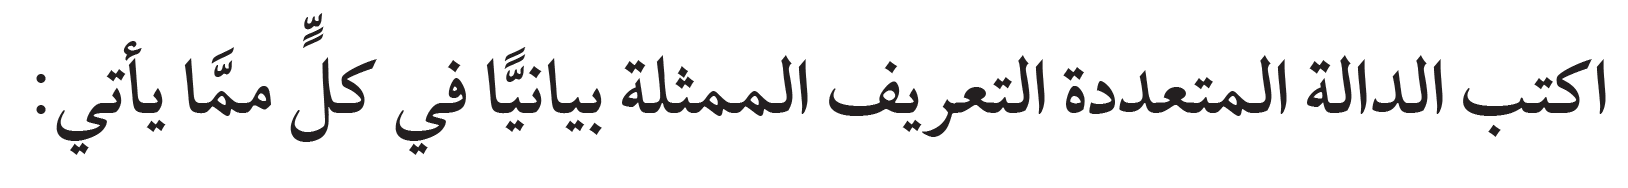 اكتب الدالة المتعددة التعريف الممثلة بيانيًّا في كلٍّ ممَّا يأتي: